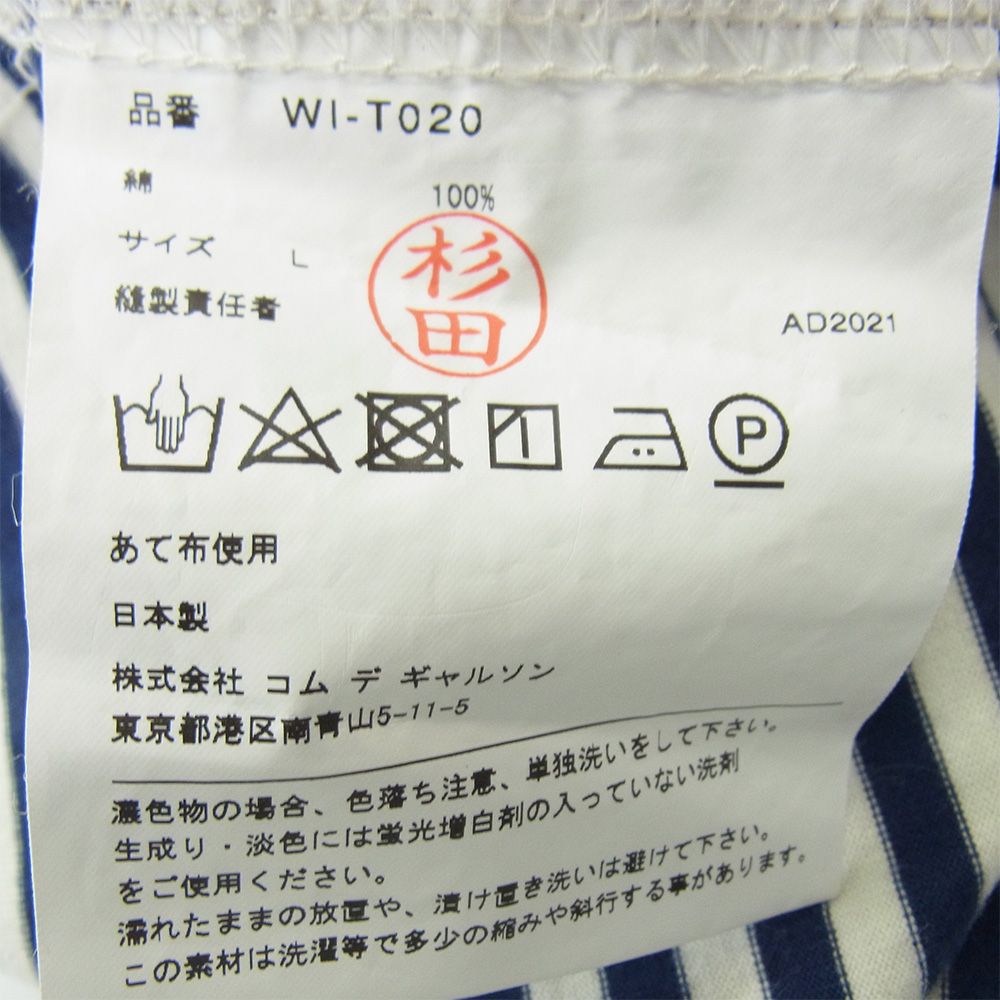 品番 WI-T020
綿 100%
サイズ L
縫製責任者
杉
田
AD2021
P
あて布使用
日本製
株式会社 コム デ ギャルソン
東京都港区南青山5-11-5
濃色物の場合、色落ち注意、単独洗いをして下さい。
生成り・淡色には蛍光増白剤の入っていない洗剤
をご使用ください。
濡れたままの放置や、漬け置き洗いは避けて下さい。
この素材は洗濯等で多少の縮みや斜行する事があります。